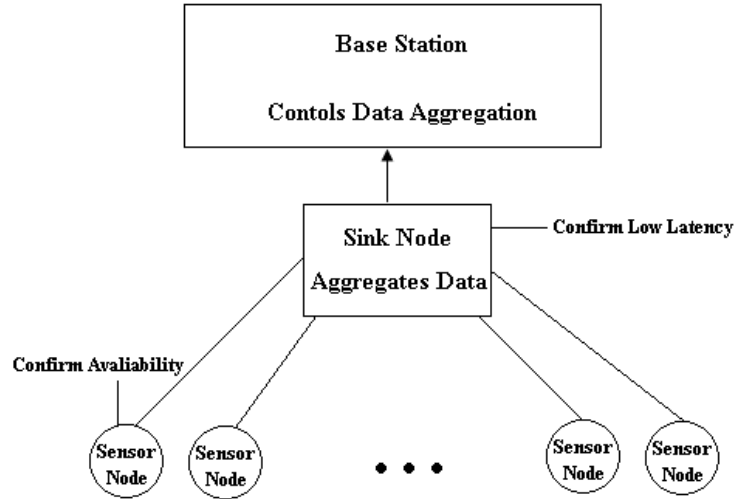 Base Station
Contols Data Aggregation
Sink Node
Aggregates Data
Confirm Low Latency
Confirm Avaliability
Sensor
Node
Sensor
Node
Sensor
Node
Sensor
Node